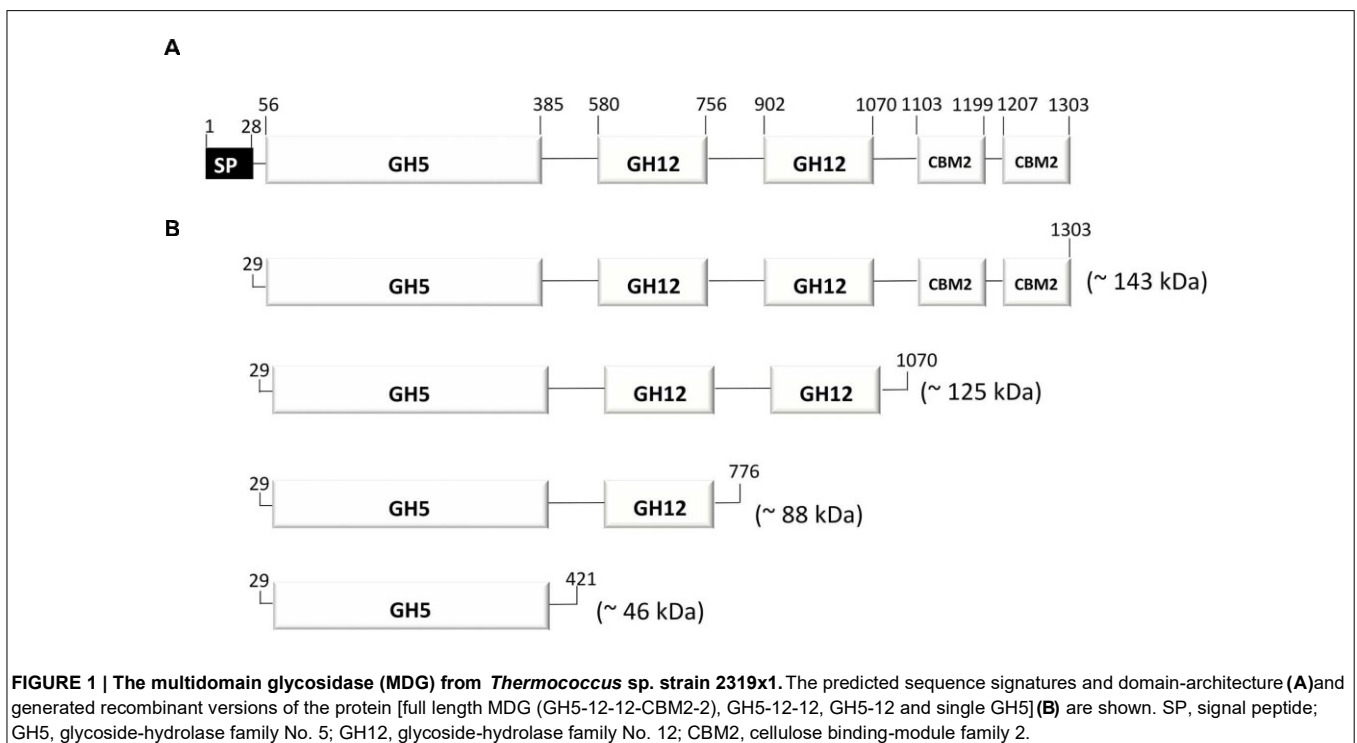 A
56 385 580 756 902 1070 1103 1199 1207 1303
1 28
SP GH5 GH12 GH12 CBM2 CBM2
B
1303
29
GH5 GH12 GH12 CBM2 CBM2 (~ 143 kDa)
1070
29
GH5 GH12 GH12 (~ 125 kDa)
776
29
GH5 GH12 (~ 88 kDa)
29 421
GH5 (~ 46 kDa)
FIGURE 1 | The multidomain glycosidase (MDG) from Thermococcus sp. strain 2319x1. The predicted sequence signatures and domain-architecture (A)and
generated recombinant versions of the protein [full length MDG (GH5-12-12-CBM2-2), GH5-12-12, GH5-12 and single GH5] (B) are shown. SP, signal peptide;
GH5, glycoside-hydrolase family No. 5; GH12, glycoside-hydrolase family No. 12; CBM2, cellulose binding-module family 2.